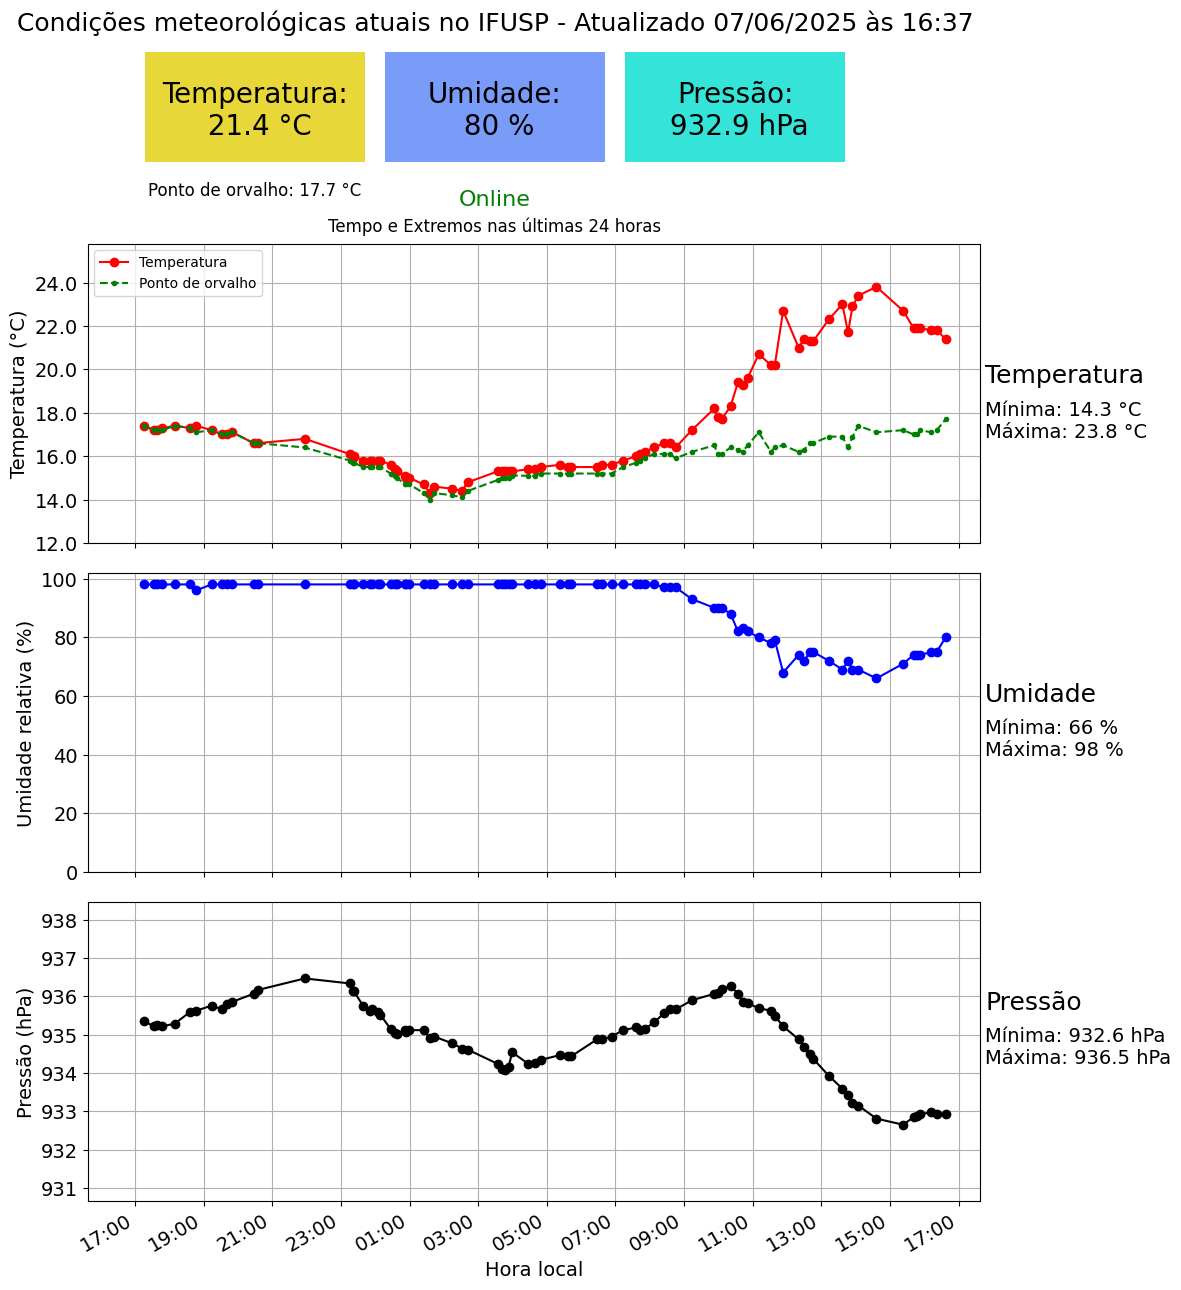 Condições meteorológicas atuais no IFUSP - Atualizado 07/06/2025 às 16:37
Temperatura:
21.4 °C
Umidade:
80 %
Pressão:
932.9 hPa
Ponto de orvalho: 17.7 °C
Online
Tempo e Extremos nas últimas 24 horas
Temperatura
Ponto de orvalho
Temperatura (°C)
24.0
22.0
20.0
18.0
16.0
14.0
12.0
Temperatura
Mínima: 14.3 °C
Máxima: 23.8 °C
Umidade relativa (%)
100
80
60
40
20
0
Umidade
Mínima: 66 %
Máxima: 98 %
Pressão (hPa)
938
937
936
935
934
933
932
931
Pressão
Mínima: 932.6 hPa
Máxima: 936.5 hPa
17:00
19:00
21:00
23:00
01:00
03:00
05:00
07:00
09:00
11:00
13:00
15:00
17:00
Hora local